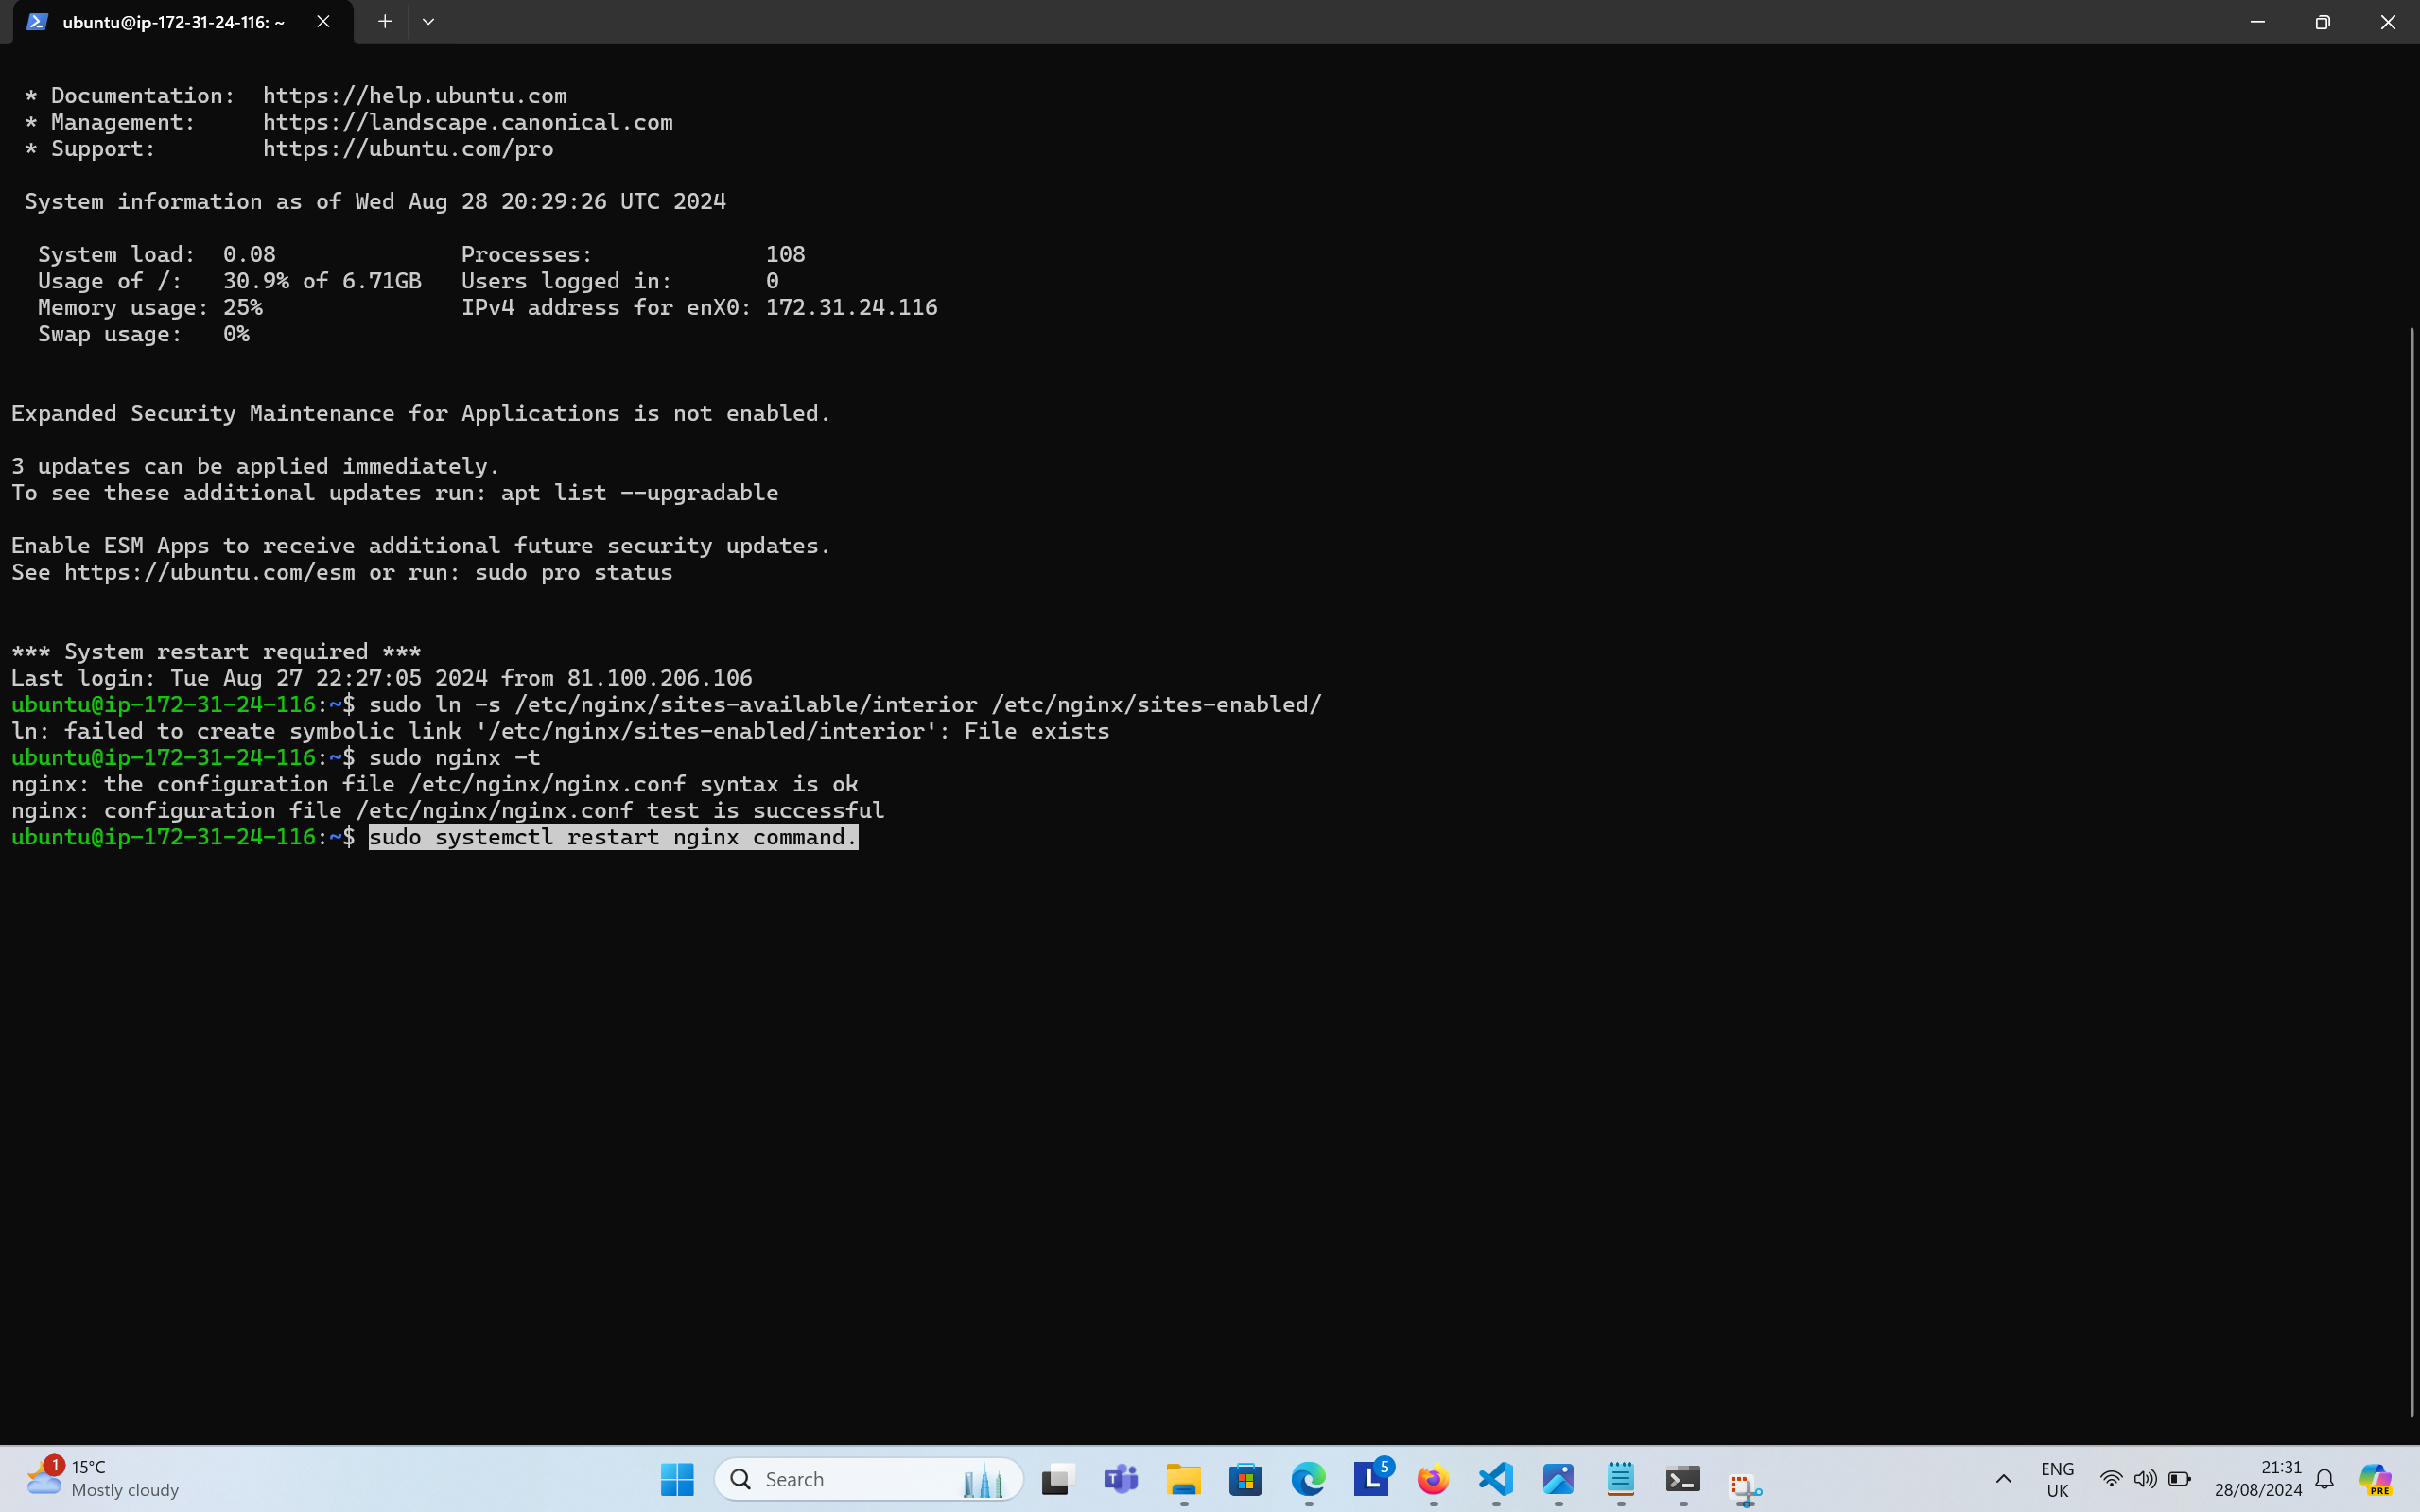 ubuntu@ip-172-31-24-116: ~
* Documentation:  https://help.ubuntu.com
* Management:     https://landscape.canonical.com
* Support:        https://ubuntu.com/pro
System information as of Wed Aug 28 20:29:26 UTC 2024
System load:  0.08              Processes:             108
Usage of /:   30.9% of 6.71GB   Users logged in:       0
Memory usage: 25%               IPv4 address for enX0: 172.31.24.116
Swap usage:   0%
Expanded Security Maintenance for Applications is not enabled.
3 updates can be applied immediately.
To see these additional updates run: apt list --upgradable
Enable ESM Apps to receive additional future security updates.
See https://ubuntu.com/esm or run: sudo pro status
*** System restart required ***
Last login: Tue Aug 27 22:27:05 2024 from 81.100.206.106
ubuntu@ip-172-31-24-116:~$ sudo ln -s /etc/nginx/sites-available/interior /etc/nginx/sites-enabled/
ln: failed to create symbolic link '/etc/nginx/sites-enabled/interior': File exists
ubuntu@ip-172-31-24-116:~$ sudo nginx -t
nginx: the configuration file /etc/nginx/nginx.conf syntax is ok
nginx: configuration file /etc/nginx/nginx.conf test is successful
ubuntu@ip-172-31-24-116:~$ sudo systemctl restart nginx command.
1
15°C
Mostly cloudy
Search
T
L
5
ENG
UK
21:31
28/08/2024
PRE